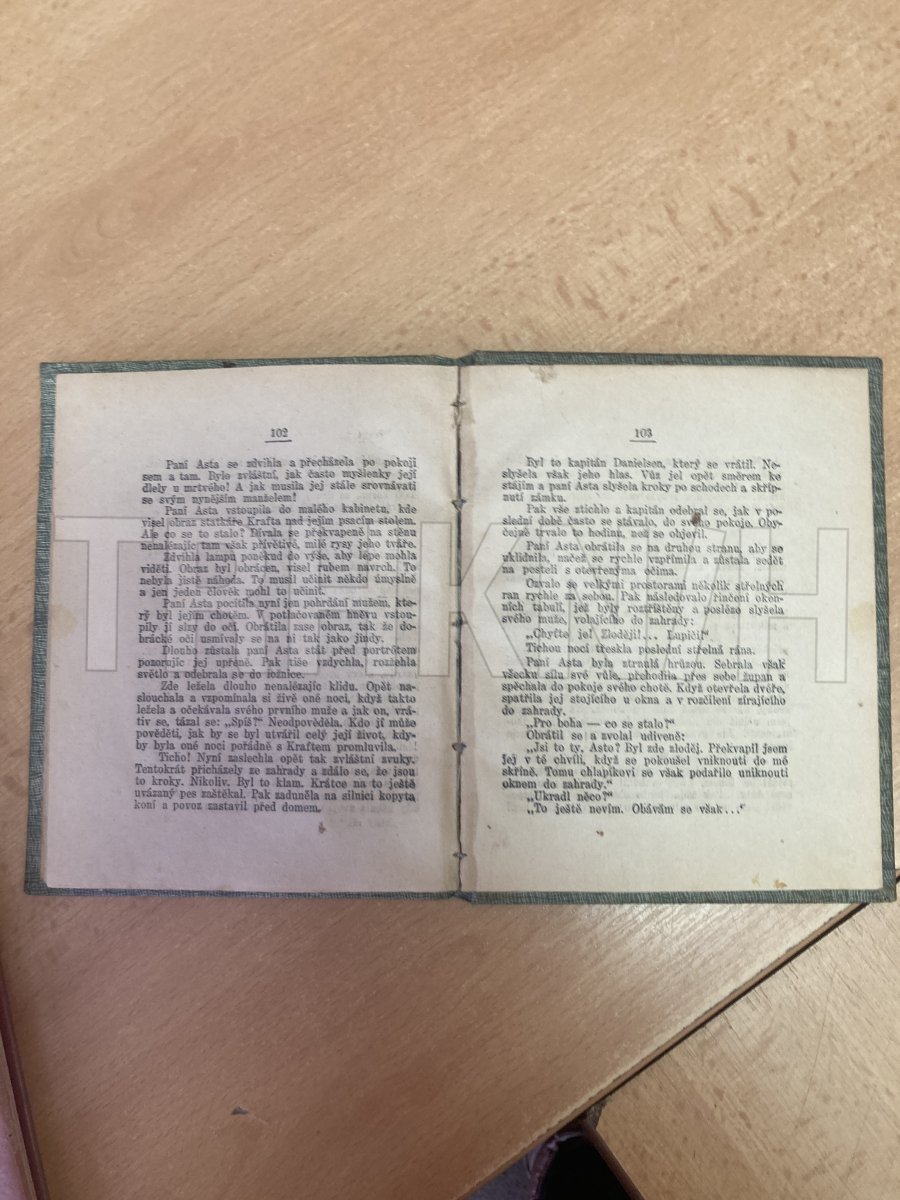 102
Paní Asta se zdvihla a přecházela po pokoji
sem a tam. Bylo zvláštní, jak často myšlenky její
dlely u mrtvého! A jak musila jej stále srovnávati
se svým nynějším manželem!
Paní Asta vstoupila do malého kabinetu, kde
visel obraz statkáře Krafta nad jejím psacím stolem.
Ale co se to stalo? Dívala se překvapeně na stěnu
nenalézajíc tam však přívětivé, milé rysy jeho tváře.
Zdvihla lampu poněkud do výše, aby lépe mohla
viděti. Obraz byl obrácen, visel rubem navrch. To
nebyla jistě náhoda. To musil učinit někdo úmyslně
a jen jeden člověk mohl to učinit.
Paní Asta pocítila nyní jen pohrdání mužem, kte-
rý byl jejím chotěm. V potlačovaném hněvu vstou-
pily jí slzy do očí. Obrátila zase obraz, tak že do-
brácké oči usmívaly se na ni tak jako jindy.
Dlouho zůstala paní Asta stát před portrétem
pozorujíc jej upřeně. Pak tiše vzdychla, rozžehla
světlo a odebrala se do ložnice.
Zde ležela dlouho nenalézajíc klidu. Opět na-
slouchala a vzpomínala si živě oné noci, když takto
ležela a očekávala svého prvního muže a jak on, vrá-
tiv se, tázal se: „Spíš?“ Neodpověděla. Kdo jí může
pověděti, jak by se byl utvářil celý její život, kdy-
by byla oné noci pořádně s Kraftem promluvila.
Ticho! Nyní zaslechla opět tak zvláštní zvuky.
Tentokrát přicházely ze zahrady a zdálo se, že jsou
to kroky. Nikoliv. Byl to klam. Krátce na to ještě
uvázaný pes zaštěkal. Pak zaduněla na silnici kopyta
koní a povoz zastavil před domem.
103
Byl to kapitán Danielsen, který se vrátil. Ne-
slyšela však jeho hlas. Vůz jel opět směrem ke
stájím a paní Asta slyšela kroky po schodech a skříp-
nutí zámku.
Pak vše ztichlo a kapitán odebral se, jak v po-
slední době často se stávalo, do svého pokoje. Oby-
čejně trvalo to hodinu, než se objevil.
Paní Asta obrátila se na druhou stranu, aby se
uklidnila, načež se rychle vzpřímila a zůstala sedět
na posteli s otevřenýma očima.
Ozvalo se velkými prostorami několik střelných
ran rychle za sebou. Pak následovalo řinčení oken-
ních tabulí, jež byly roztříštěny a posléze slyšela
svého muže, volajícího do zahrady:
„Chyťte je! Zloději!... Lupiči!“
Tichou nocí třeskla poslední střelná rána.
Paní Asta byla ztrnulá hrůzou. Sebrala však
všecku sílu své vůle, přehodila přes sebe župan a
spěchala do pokoje svého chotě. Když otevřela dvéře,
spatřila jej stojícího u okna a v rozčilení zírajícího
do zahrady.
„Pro boha — co se stalo?“
Obrátil se a zvolal udiveně:
„Jsi to ty, Asto? Byl zde zloděj. Překvapil jsem
jej v té chvíli, kdy se pokoušel vniknouti do mé
skříně. Tomu chlapíkovi se však podařilo uniknouti
oknem do zahrady.“
„Ukradl něco?“
„To ještě nevím. Obávám se však...“